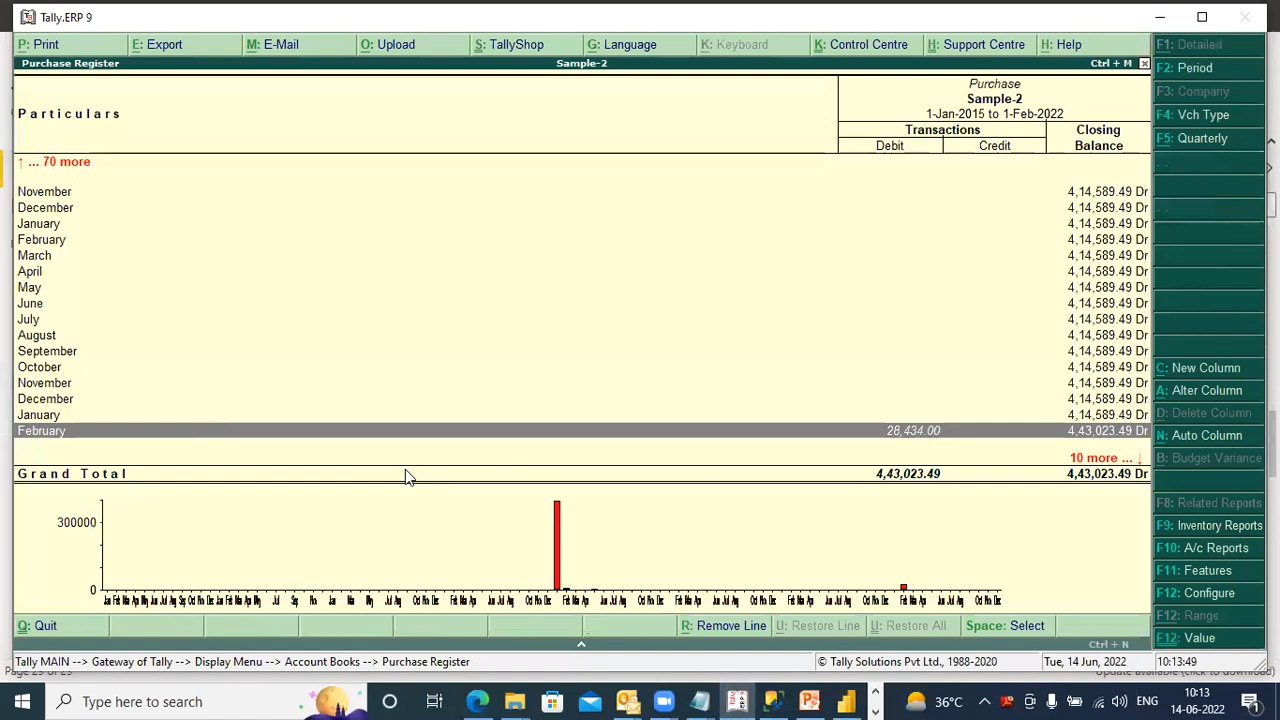 Tally.ERP 9
P: Print E: Export M: E-Mail O: Upload S: TallyShop G: Language K: Keyboard K: Control Centre H: Support Centre H: Help
Purchase Register Sample-2 Ctrl + M
Particulars
Purchase
Sample-2
1-Jan-2015 to 1-Feb-2022
Transactions Closing
Debit Credit Balance
↑ ... 70 more
November 4,14,589.49 Dr
December 4,14,589.49 Dr
January 4,14,589.49 Dr
February 4,14,589.49 Dr
March 4,14,589.49 Dr
April 4,14,589.49 Dr
May 4,14,589.49 Dr
June 4,14,589.49 Dr
July 4,14,589.49 Dr
August 4,14,589.49 Dr
September 4,14,589.49 Dr
October 4,14,589.49 Dr
November 4,14,589.49 Dr
December 4,14,589.49 Dr
January 4,14,589.49 Dr
February 28,434.00 4,43,023.49 Dr
10 more ... ↓
Grand Total 4,43,023.49 4,43,023.49 Dr
300000
0
F1: Detailed
F2: Period
F3: Company
F4: Vch Type
F5: Quarterly
C: New Column
A: Alter Column
D: Delete Column
N: Auto Column
B: Budget Variance
F8: Related Reports
F9: Inventory Reports
F10: A/c Reports
F11: Features
F12: Configure
F12: Range
F12: Value
Q: Quit R: Remove Line U: Restore Line U: Restore All Space: Select
Ctrl + N
Tally MAIN --> Gateway of Tally --> Display Menu --> Account Books --> Purchase Register © Tally Solutions Pvt Ltd., 1988-2020 Tue, 14 Jun, 2022 10:13:49
Type here to search 36°C ENG 10:13
14-06-2022